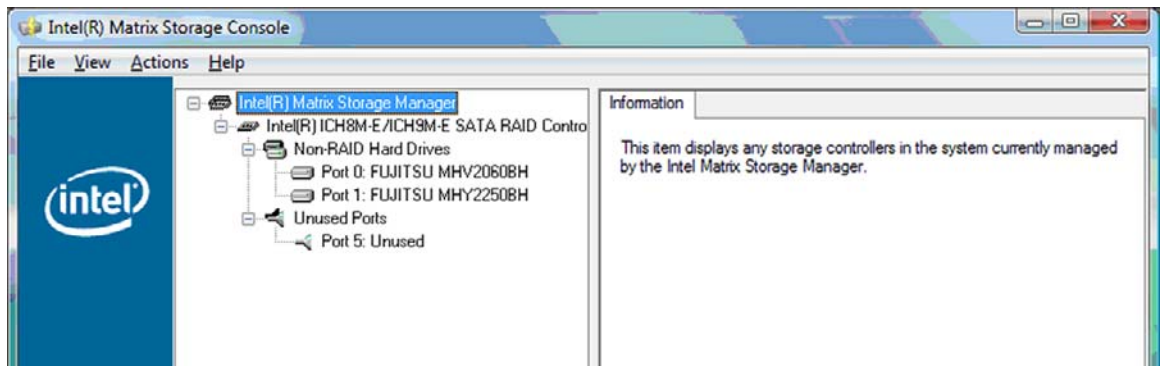 Intel(R) Matrix Storage Console
File View Actions Help
intel
Intel(R) Matrix Storage Manager
Intel(R) ICH8M-E/ICH9M-E SATA RAID Contro
Non-RAID Hard Drives
Port 0: FUJITSU MHV2060BH
Port 1: FUJITSU MHY2250BH
Unused Ports
Port 5: Unused
Information
This item displays any storage controllers in the system currently managed
by the Intel Matrix Storage Manager.